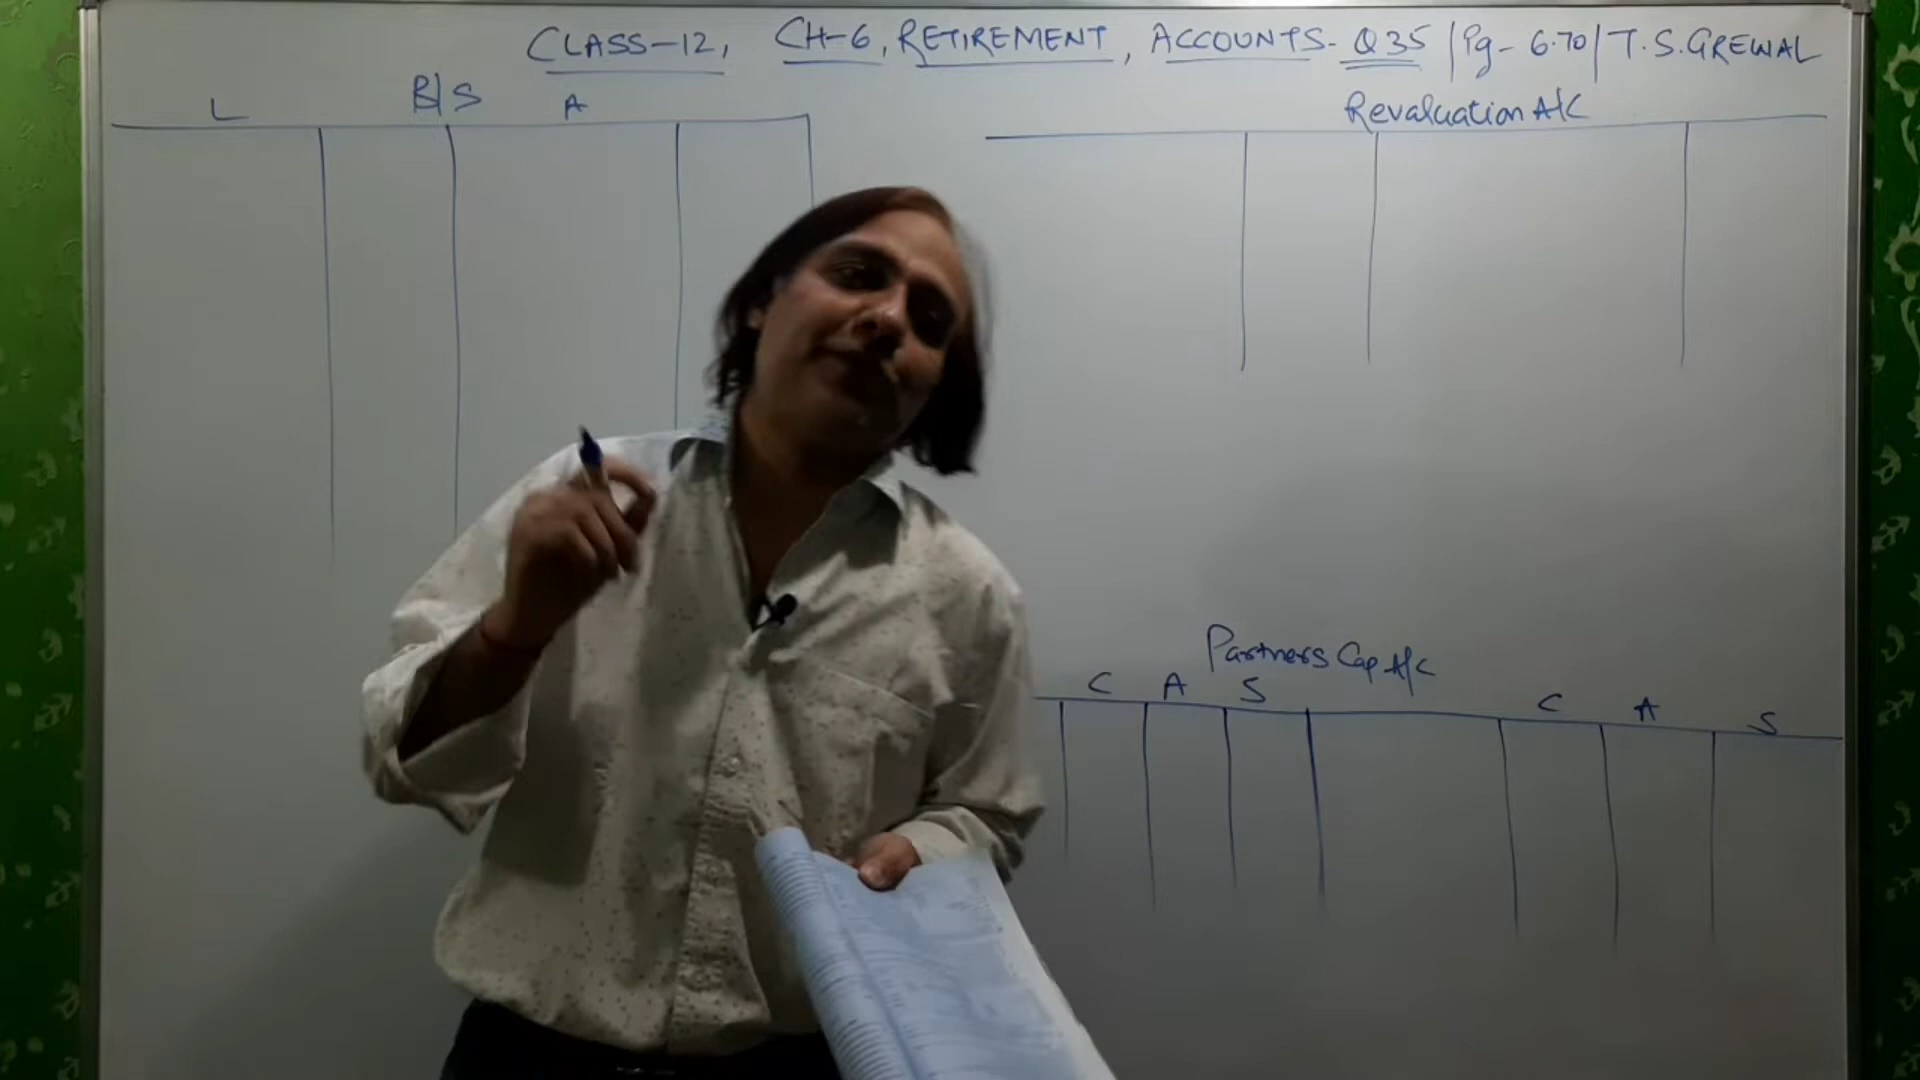 CLASS-12, CH-6, RETIREMENT, ACCOUNTS- Q35 | Pg- 6.70 | T.S. GREWAL
B/S
L A
Revaluation A/C
Partners Cap A/c
C A S C A S